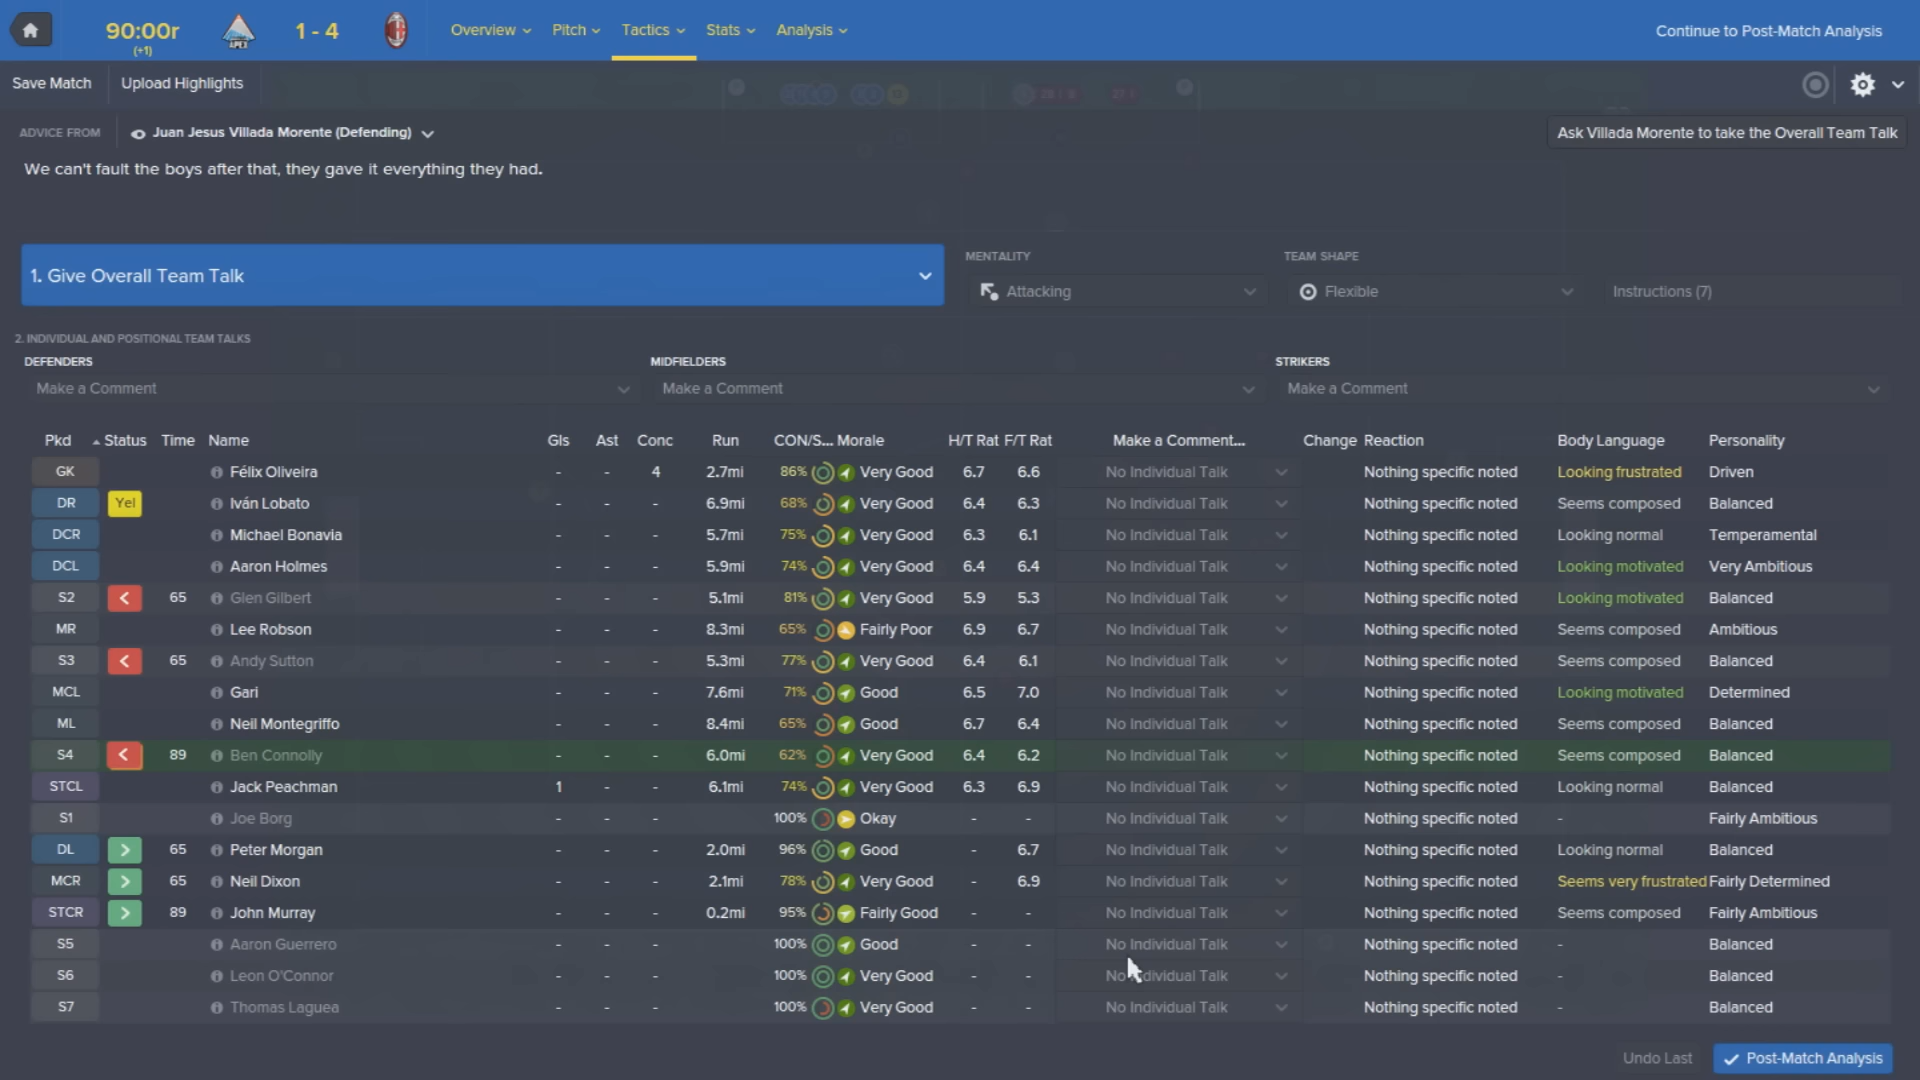 90:00r (+1) APEX 1 - 4 Overview Pitch Tactics Stats Analysis Continue to Post-Match Analysis
Save Match Upload Highlights
ADVICE FROM Juan Jesus Villada Morente (Defending) Ask Villada Morente to take the Overall Team Talk
We can't fault the boys after that, they gave it everything they had.
MENTALITY TEAM SHAPE
1. Give Overall Team Talk Attacking Flexible Instructions (7)
2. INDIVIDUAL AND POSITIONAL TEAM TALKS
DEFENDERS MIDFIELDERS STRIKERS
Make a Comment Make a Comment Make a Comment
Pkd Status Time Name Gls Ast Conc Run CON/S... Morale H/T Rat F/T Rat Make a Comment... Change Reaction Body Language Personality
GK Félix Oliveira - - 4 2.7mi 86% Very Good 6.7 6.6 No Individual Talk Nothing specific noted Looking frustrated Driven
DR Yel Iván Lobato - - - 6.9mi 68% Very Good 6.4 6.3 No Individual Talk Nothing specific noted Seems composed Balanced
DCR Michael Bonavia - - - 5.7mi 75% Very Good 6.3 6.1 No Individual Talk Nothing specific noted Looking normal Temperamental
DCL Aaron Holmes - - - 5.9mi 74% Very Good 6.4 6.4 No Individual Talk Nothing specific noted Looking motivated Very Ambitious
S2 65 Glen Gilbert - - - 5.1mi 81% Very Good 5.9 5.3 No Individual Talk Nothing specific noted Looking motivated Balanced
MR Lee Robson - - - 8.3mi 65% Fairly Poor 6.9 6.7 No Individual Talk Nothing specific noted Seems composed Ambitious
S3 65 Andy Sutton - - - 5.3mi 77% Very Good 6.4 6.1 No Individual Talk Nothing specific noted Seems composed Balanced
MCL Gari - - - 7.6mi 71% Good 6.5 7.0 No Individual Talk Nothing specific noted Looking motivated Determined
ML Neil Montegriffo - - - 8.4mi 65% Good 6.7 6.4 No Individual Talk Nothing specific noted Seems composed Balanced
S4 89 Ben Connolly - - - 6.0mi 62% Very Good 6.4 6.2 No Individual Talk Nothing specific noted Seems composed Balanced
STCL Jack Peachman 1 - - 6.1mi 74% Very Good 6.3 6.9 No Individual Talk Nothing specific noted Looking normal Balanced
S1 Joe Borg - - - 100% Okay - - No Individual Talk Nothing specific noted - Fairly Ambitious
DL 65 Peter Morgan - - - 2.0mi 96% Good - 6.7 No Individual Talk Nothing specific noted Looking normal Balanced
MCR 65 Neil Dixon - - - 2.1mi 78% Very Good - 6.9 No Individual Talk Nothing specific noted Seems very frustrated Fairly Determined
STCR 89 John Murray - - - 0.2mi 95% Fairly Good - - No Individual Talk Nothing specific noted Seems composed Fairly Ambitious
S5 Aaron Guerrero - - - 100% Good - - No Individual Talk Nothing specific noted - Balanced
S6 Leon O'Connor - - - 100% Very Good - - No Individual Talk Nothing specific noted - Balanced
S7 Thomas Laguea - - - 100% Very Good - - No Individual Talk Nothing specific noted - Balanced
Undo Last Post-Match Analysis